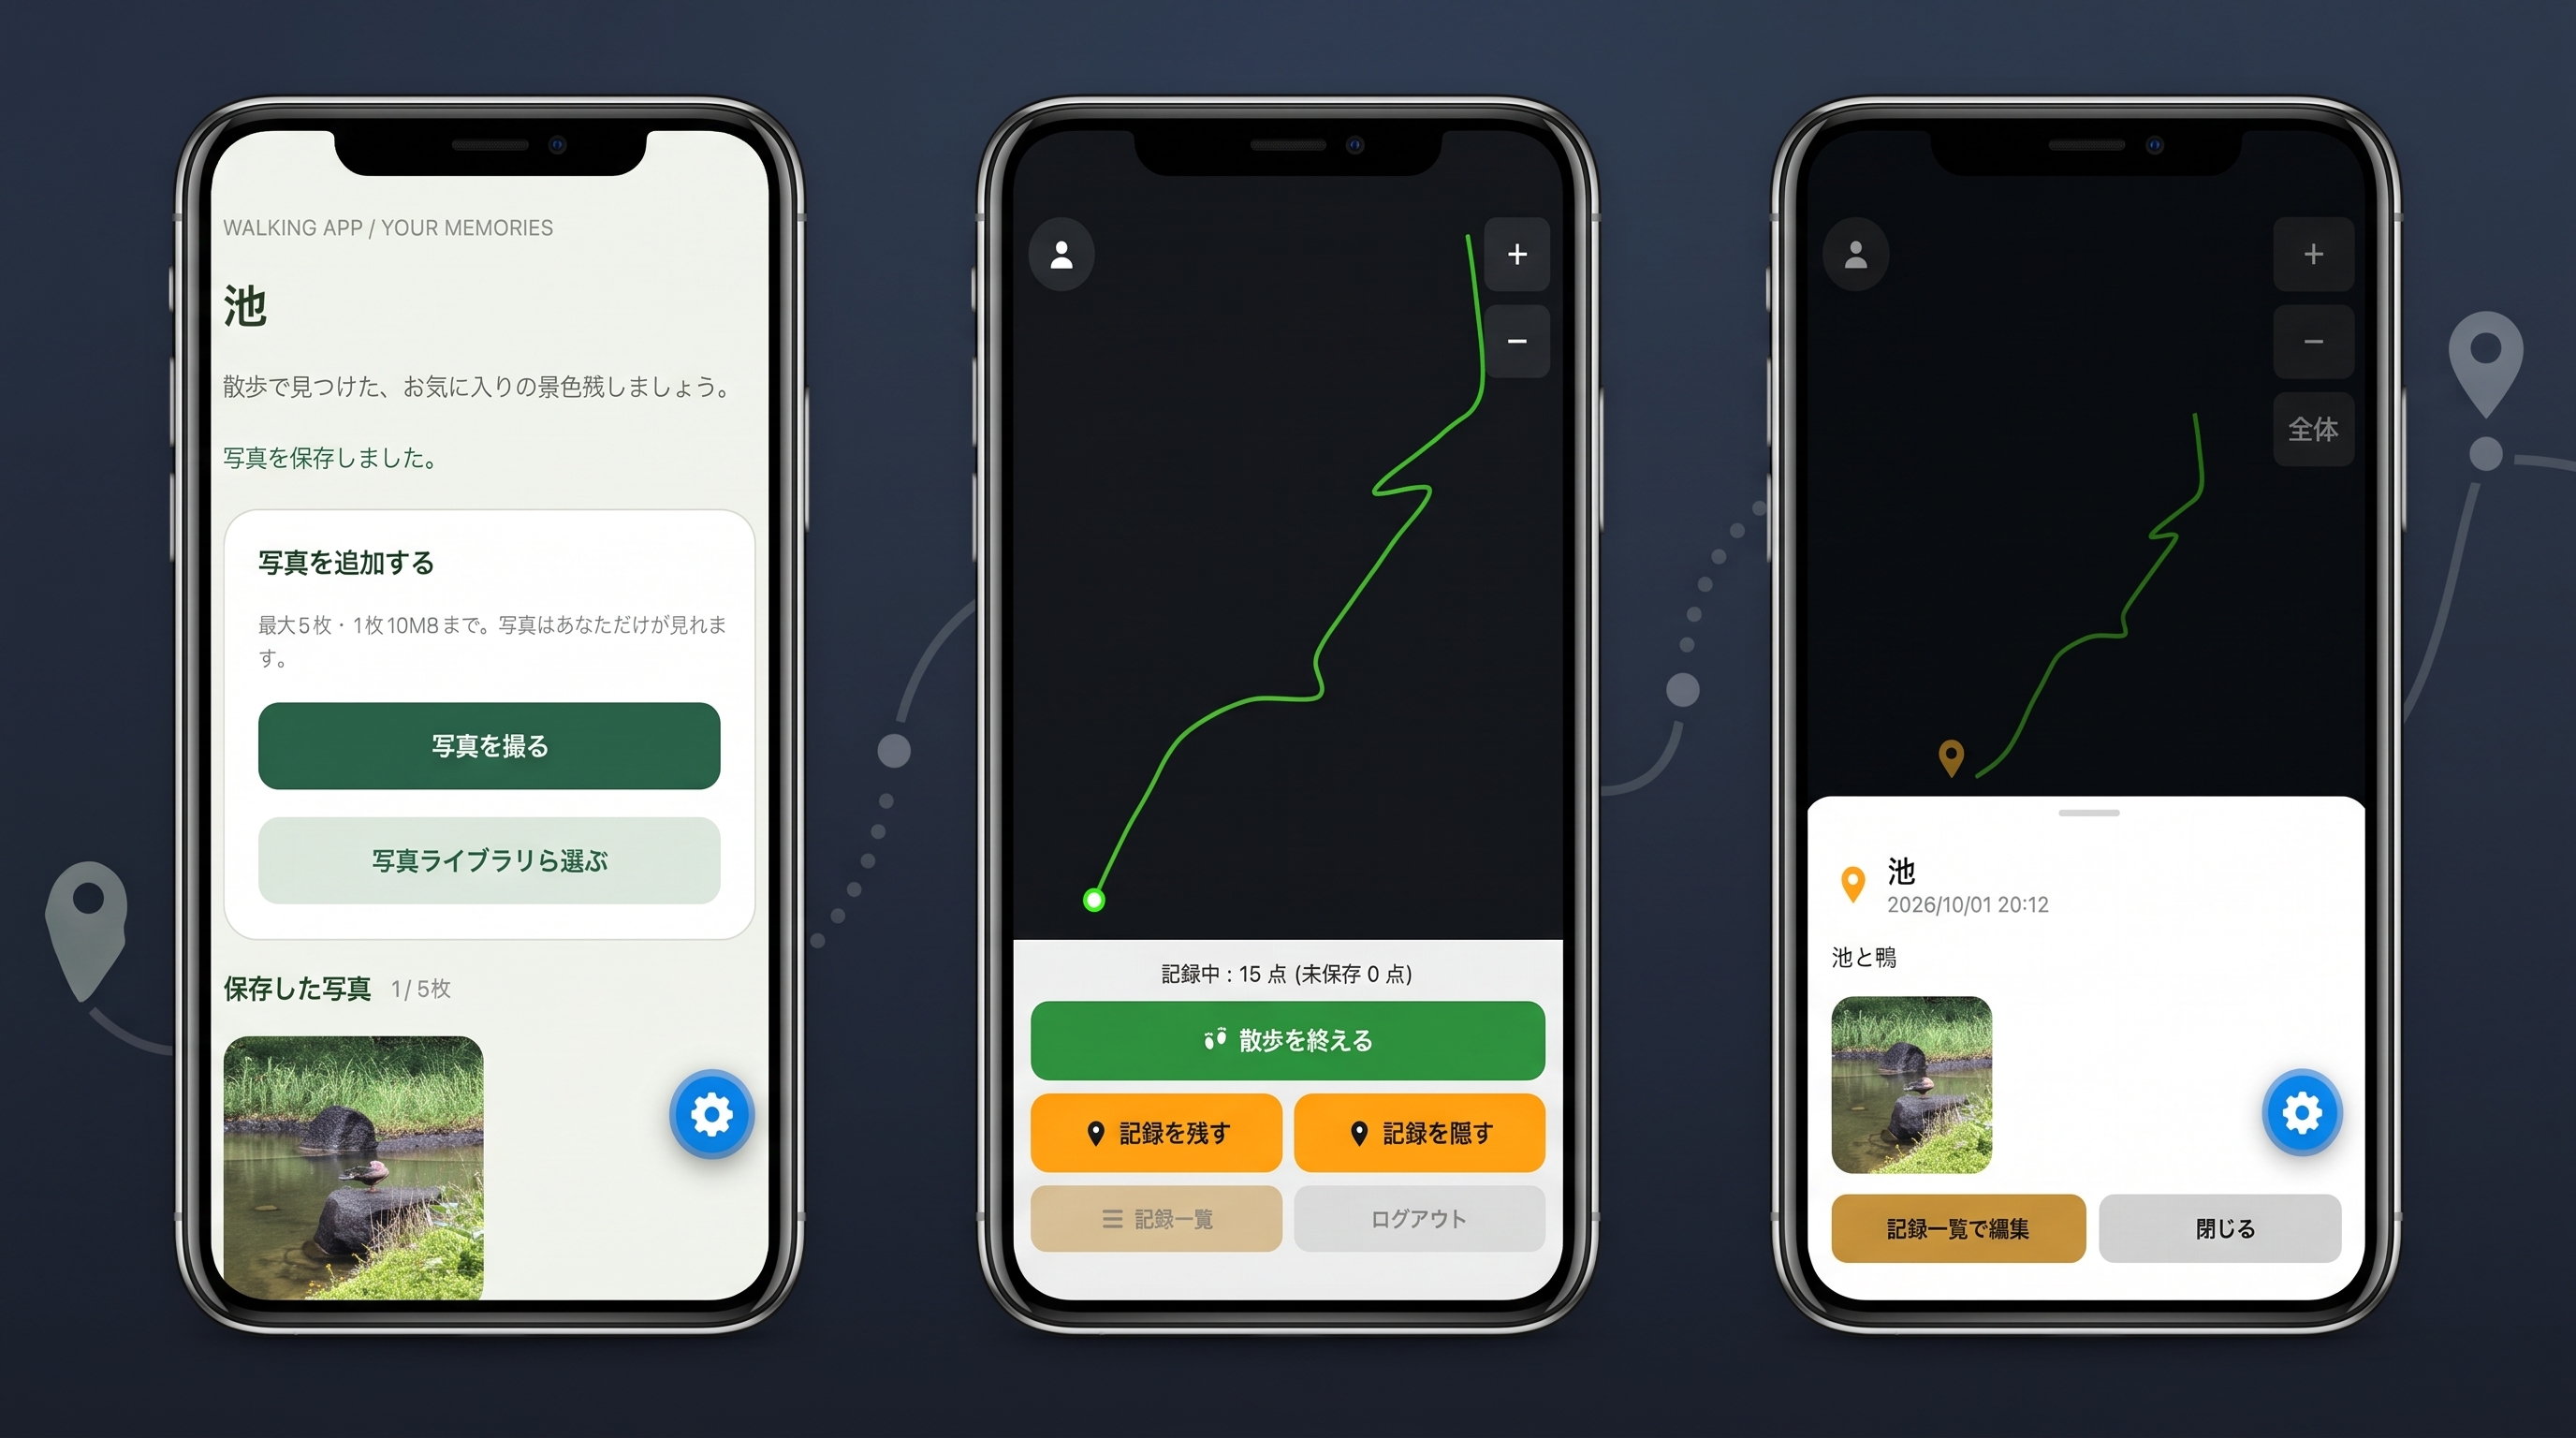 WALKING APP / YOUR MEMORIES
池
散歩で見つけた、お気に入りの景色残しましょう。
写真を保存しました。
写真を追加する
最大5枚・1枚10M8まで。写真はあなただけが見れま
す。
写真を撮る
写真ライブラリら選ぶ
保存した写真 1/5枚
記録中 : 15 点 (未保存 0 点)
散歩を終える
記録を残す
記録を隠す
記録一覧
ログアウト
全体
池
2026/10/01 20:12
池と鴨
記録一覧で編集
閉じる